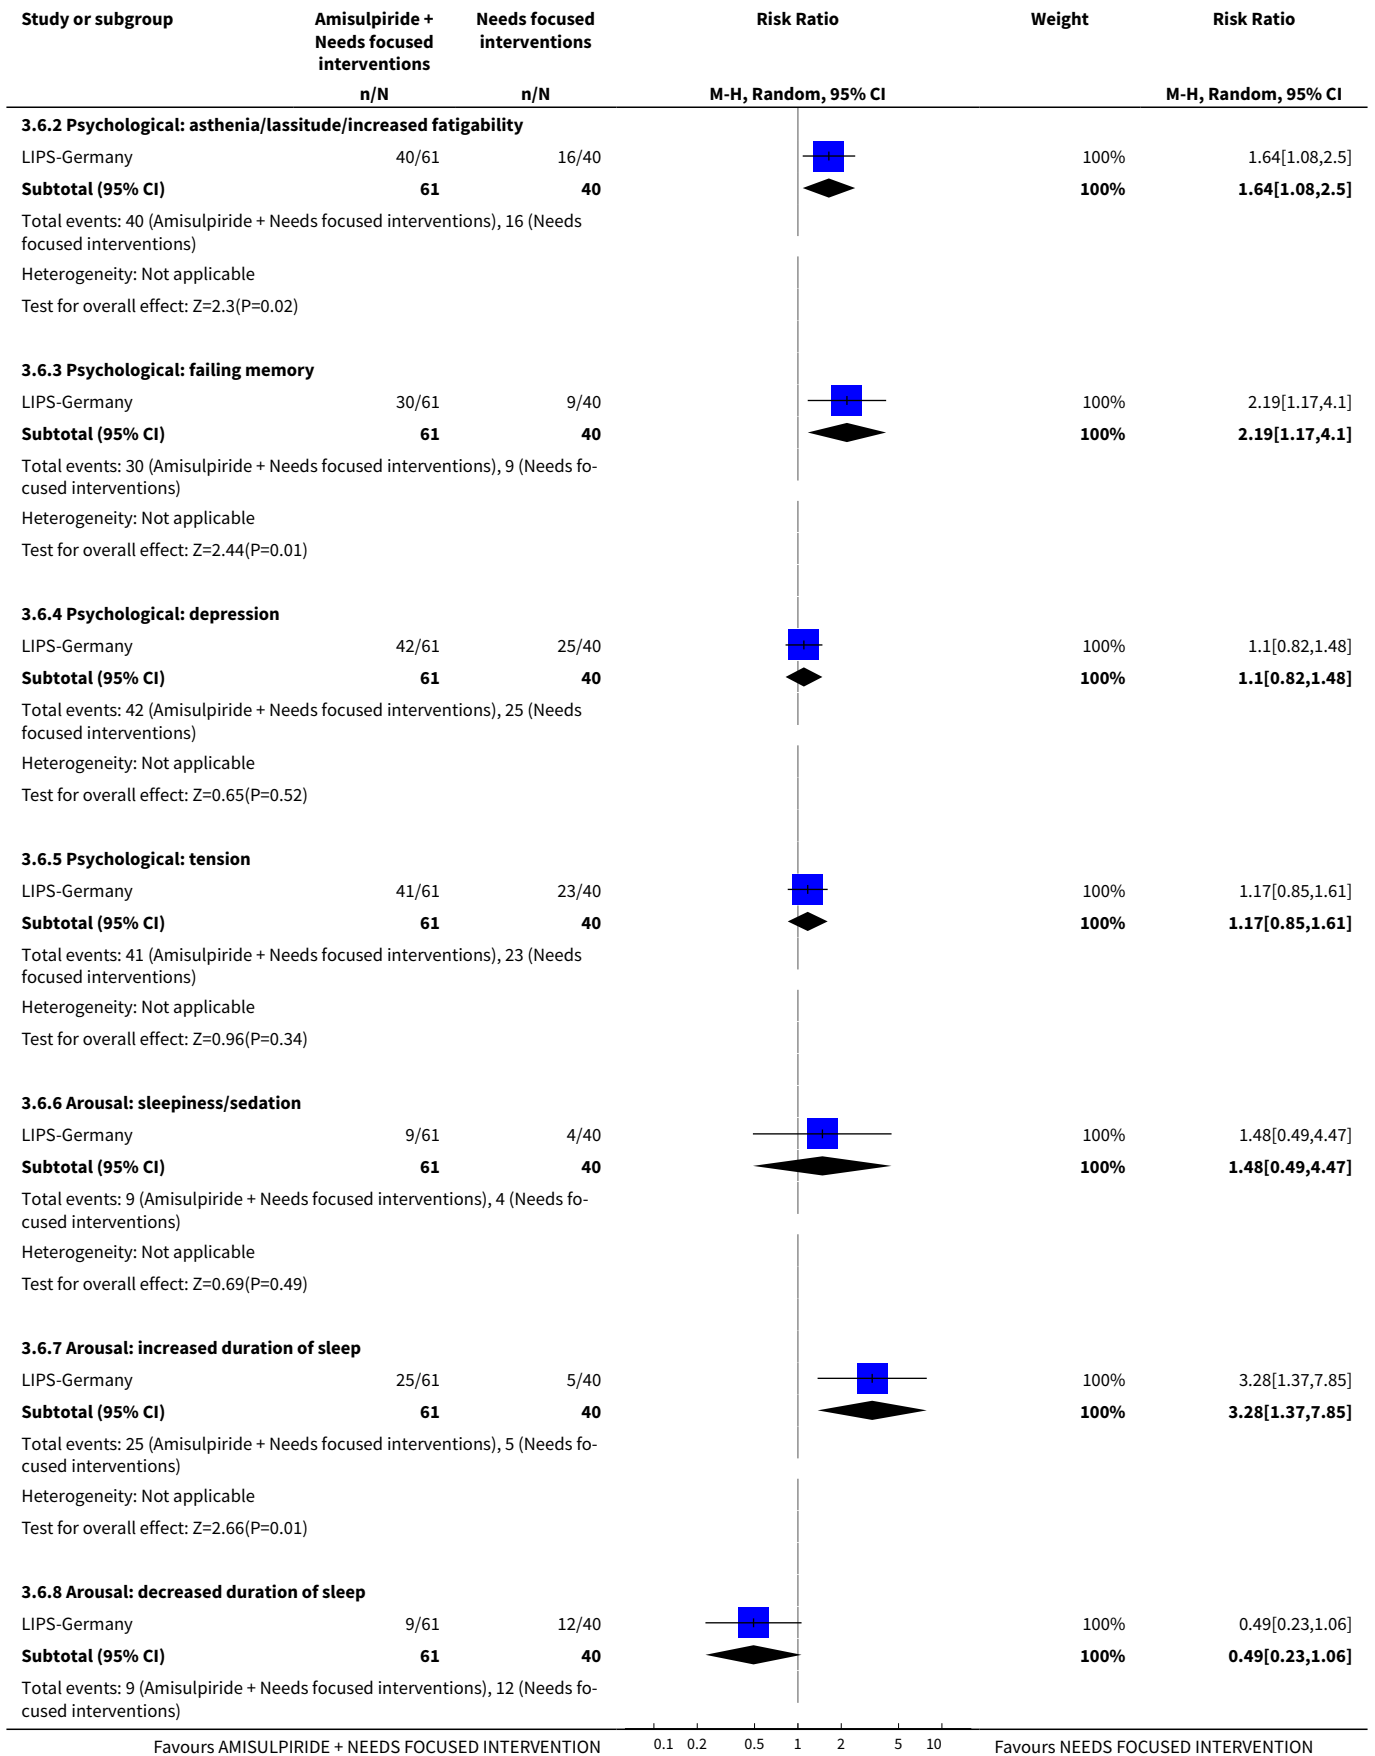 Study or subgroup Amisulpiride + Needs focused Risk Ratio Weight Risk Ratio
Needs focused interventions
interventions
n/N n/N M-H, Random, 95% CI M-H, Random, 95% CI
3.6.2 Psychological: asthenia/lassitude/increased fatigability
LIPS-Germany 40/61 16/40 100% 1.64[1.08,2.5]
Subtotal (95% CI) 61 40 100% 1.64[1.08,2.5]
Total events: 40 (Amisulpiride + Needs focused interventions), 16 (Needs
focused interventions)
Heterogeneity: Not applicable
Test for overall effect: Z=2.3(P=0.02)
3.6.3 Psychological: failing memory
LIPS-Germany 30/61 9/40 100% 2.19[1.17,4.1]
Subtotal (95% CI) 61 40 100% 2.19[1.17,4.1]
Total events: 30 (Amisulpiride + Needs focused interventions), 9 (Needs fo-
cused interventions)
Heterogeneity: Not applicable
Test for overall effect: Z=2.44(P=0.01)
3.6.4 Psychological: depression
LIPS-Germany 42/61 25/40 100% 1.1[0.82,1.48]
Subtotal (95% CI) 61 40 100% 1.1[0.82,1.48]
Total events: 42 (Amisulpiride + Needs focused interventions), 25 (Needs
focused interventions)
Heterogeneity: Not applicable
Test for overall effect: Z=0.65(P=0.52)
3.6.5 Psychological: tension
LIPS-Germany 41/61 23/40 100% 1.17[0.85,1.61]
Subtotal (95% CI) 61 40 100% 1.17[0.85,1.61]
Total events: 41 (Amisulpiride + Needs focused interventions), 23 (Needs
focused interventions)
Heterogeneity: Not applicable
Test for overall effect: Z=0.96(P=0.34)
3.6.6 Arousal: sleepiness/sedation
LIPS-Germany 9/61 4/40 100% 1.48[0.49,4.47]
Subtotal (95% CI) 61 40 100% 1.48[0.49,4.47]
Total events: 9 (Amisulpiride + Needs focused interventions), 4 (Needs fo-
cused interventions)
Heterogeneity: Not applicable
Test for overall effect: Z=0.69(P=0.49)
3.6.7 Arousal: increased duration of sleep
LIPS-Germany 25/61 5/40 100% 3.28[1.37,7.85]
Subtotal (95% CI) 61 40 100% 3.28[1.37,7.85]
Total events: 25 (Amisulpiride + Needs focused interventions), 5 (Needs fo-
cused interventions)
Heterogeneity: Not applicable
Test for overall effect: Z=2.66(P=0.01)
3.6.8 Arousal: decreased duration of sleep
LIPS-Germany 9/61 12/40 100% 0.49[0.23,1.06]
Subtotal (95% CI) 61 40 100% 0.49[0.23,1.06]
Total events: 9 (Amisulpiride + Needs focused interventions), 12 (Needs fo-
cused interventions)
Favours AMISULPIRIDE + NEEDS FOCUSED INTERVENTION 0.1 0.2 0.5 1 2 5 10 Favours NEEDS FOCUSED INTERVENTION